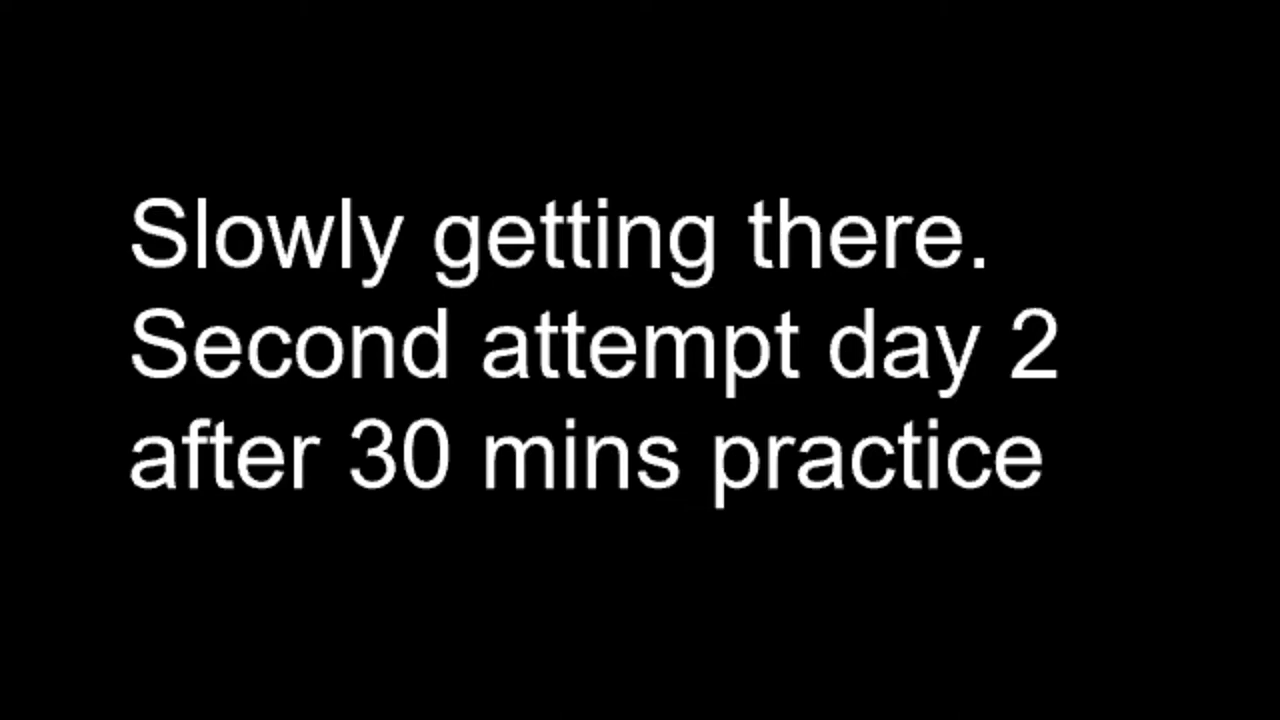 Slowly getting there.
Second attempt day 2
after 30 mins practice